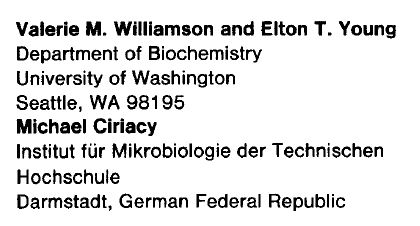 Valerie M. Williamson and Elton T. Young
Department of Biochemistry
University of Washington
Seattle, WA 98195
Michael Ciriacy
Institut für Mikrobiologie der Technischen
Hochschule
Darmstadt, German Federal Republic